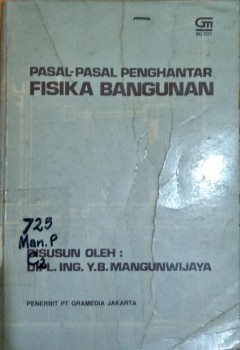 GM
PASAL-PASAL PENGHANTAR
FISIKA BANGUNAN
725
Man.P
DISUSUN OLEH :
DIPL. ING. Y.B. MANGUNWIJAYA
PENERBIT PT GRAMEDIA JAKARTA